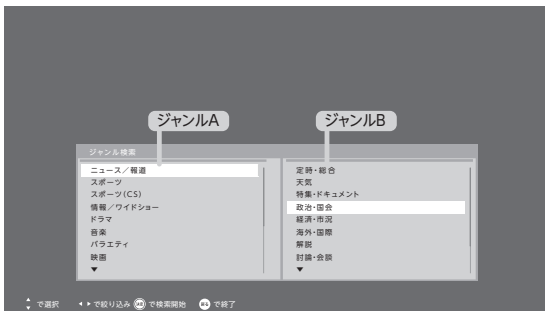 ジャンルA
ジャンルB
ジャンル検索
ニュース／報道
スポーツ
スポーツ(CS)
情報／ワイドショー
ドラマ
音楽
バラエティ
映画
▼
定時・総合
天気
特集・ドキュメント
政治・国会
経済・市況
海外・国際
解説
討論・会談
▼
で選択 で絞り込み 決定 で検索開始 戻る で終了